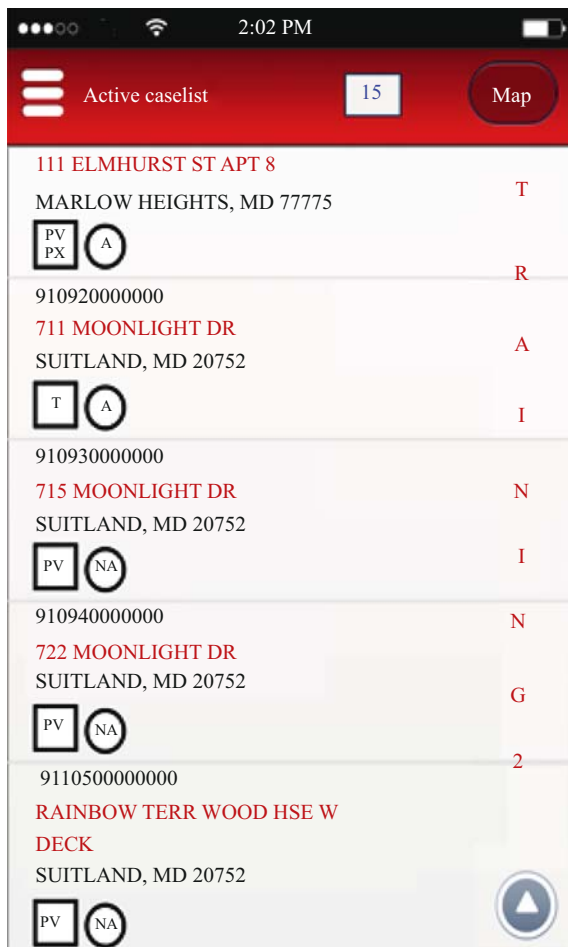 2:02 PM
Active caselist
15
Map
111 ELMHURST ST APT 8
MARLOW HEIGHTS, MD 77775
PV
PX
A
910920000000
711 MOONLIGHT DR
SUITLAND, MD 20752
T
A
910930000000
715 MOONLIGHT DR
SUITLAND, MD 20752
PV
NA
910940000000
722 MOONLIGHT DR
SUITLAND, MD 20752
PV
NA
9110500000000
RAINBOW TERR WOOD HSE W
DECK
SUITLAND, MD 20752
PV
NA
T
R
A
I
N
I
N
G
2